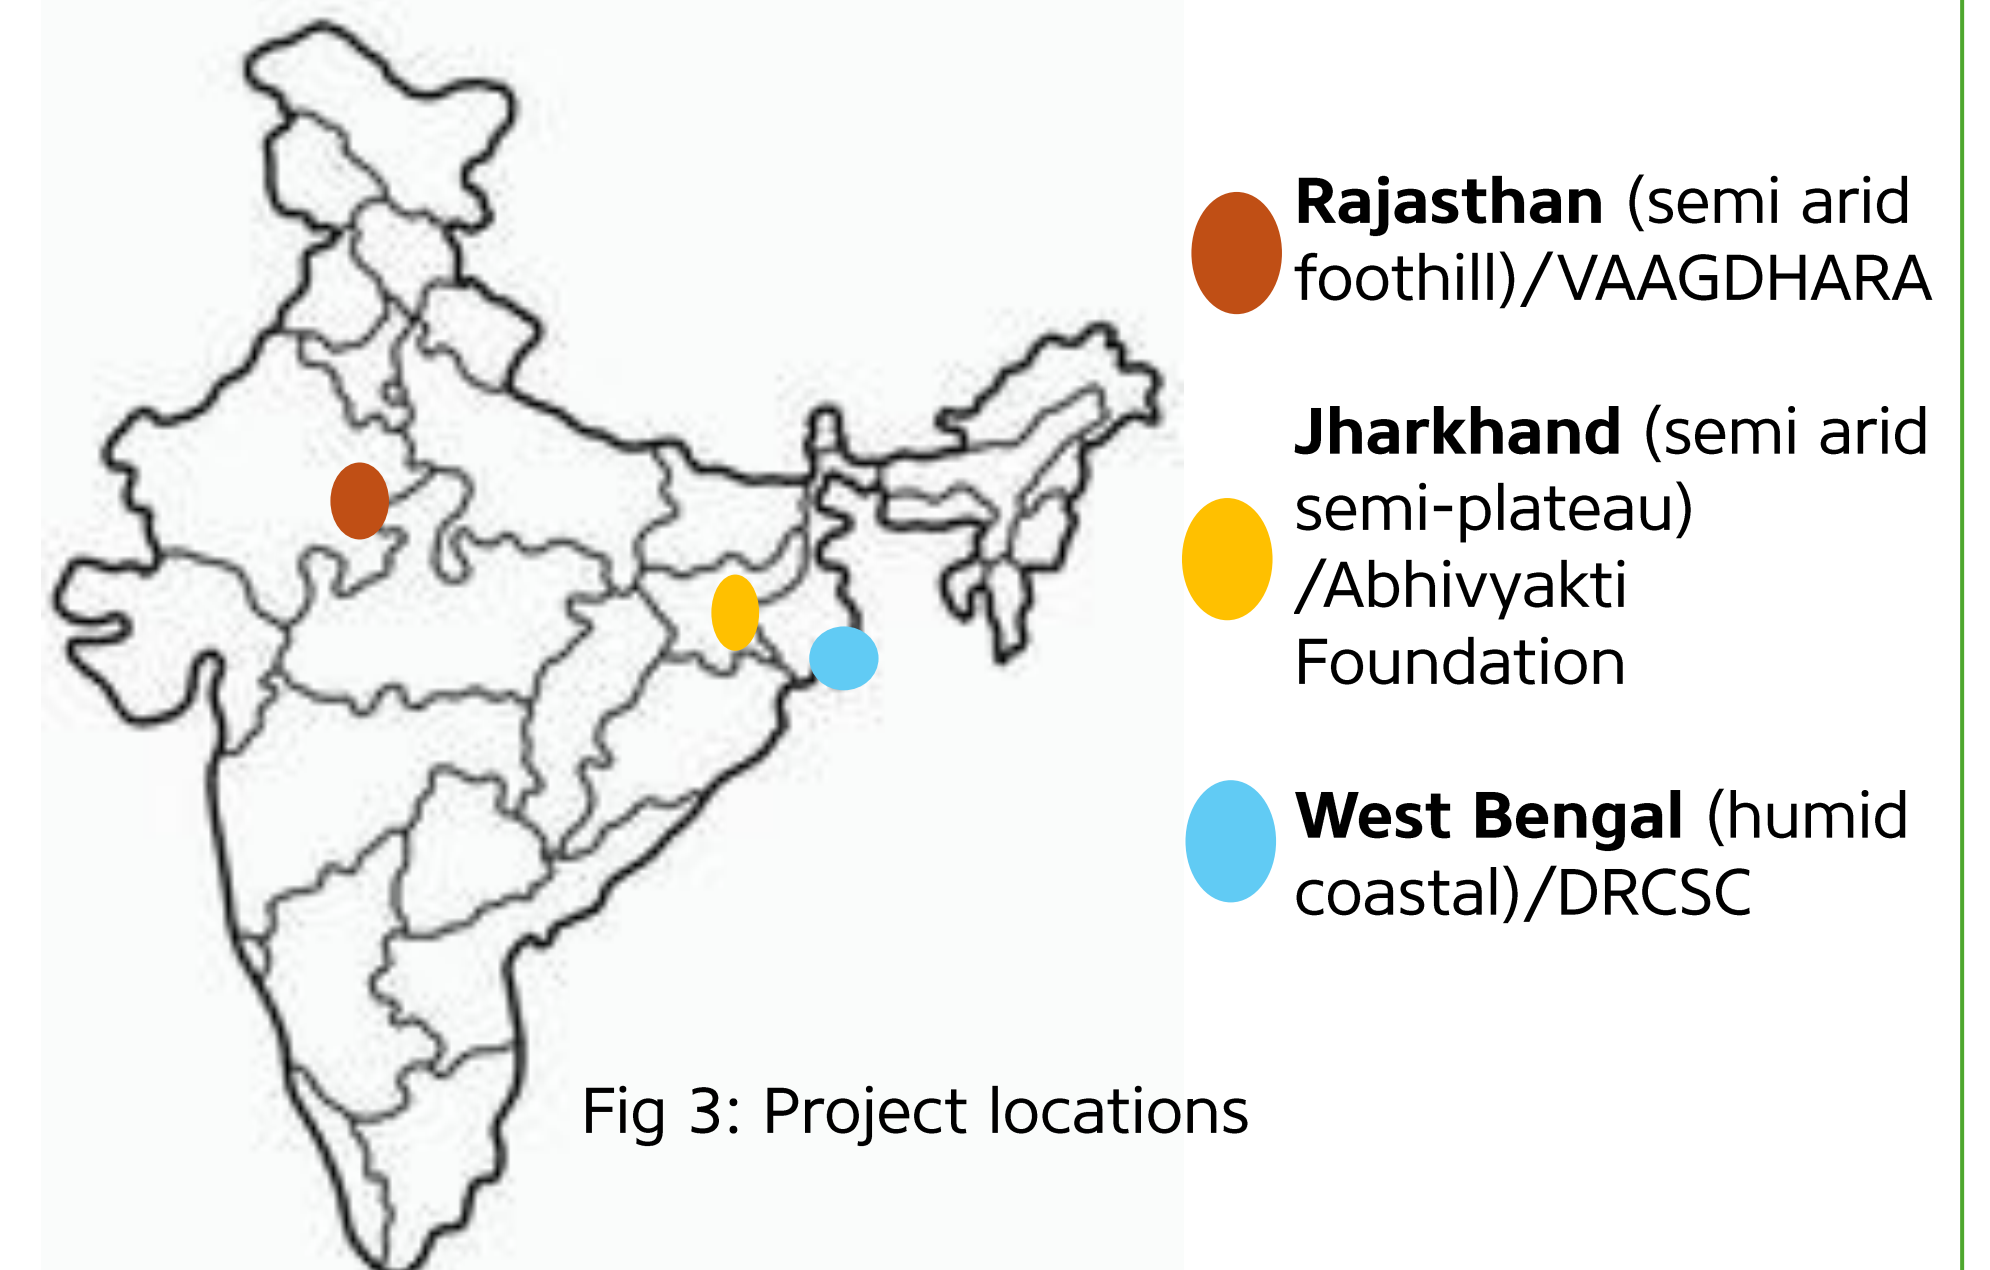 Rajasthan (semi arid
foothill)/VAAGDHARA
Jharkhand (semi arid
semi-plateau)
/Abhivyakti
Foundation
West Bengal (humid
coastal)/DRCSC
Fig 3: Project locations